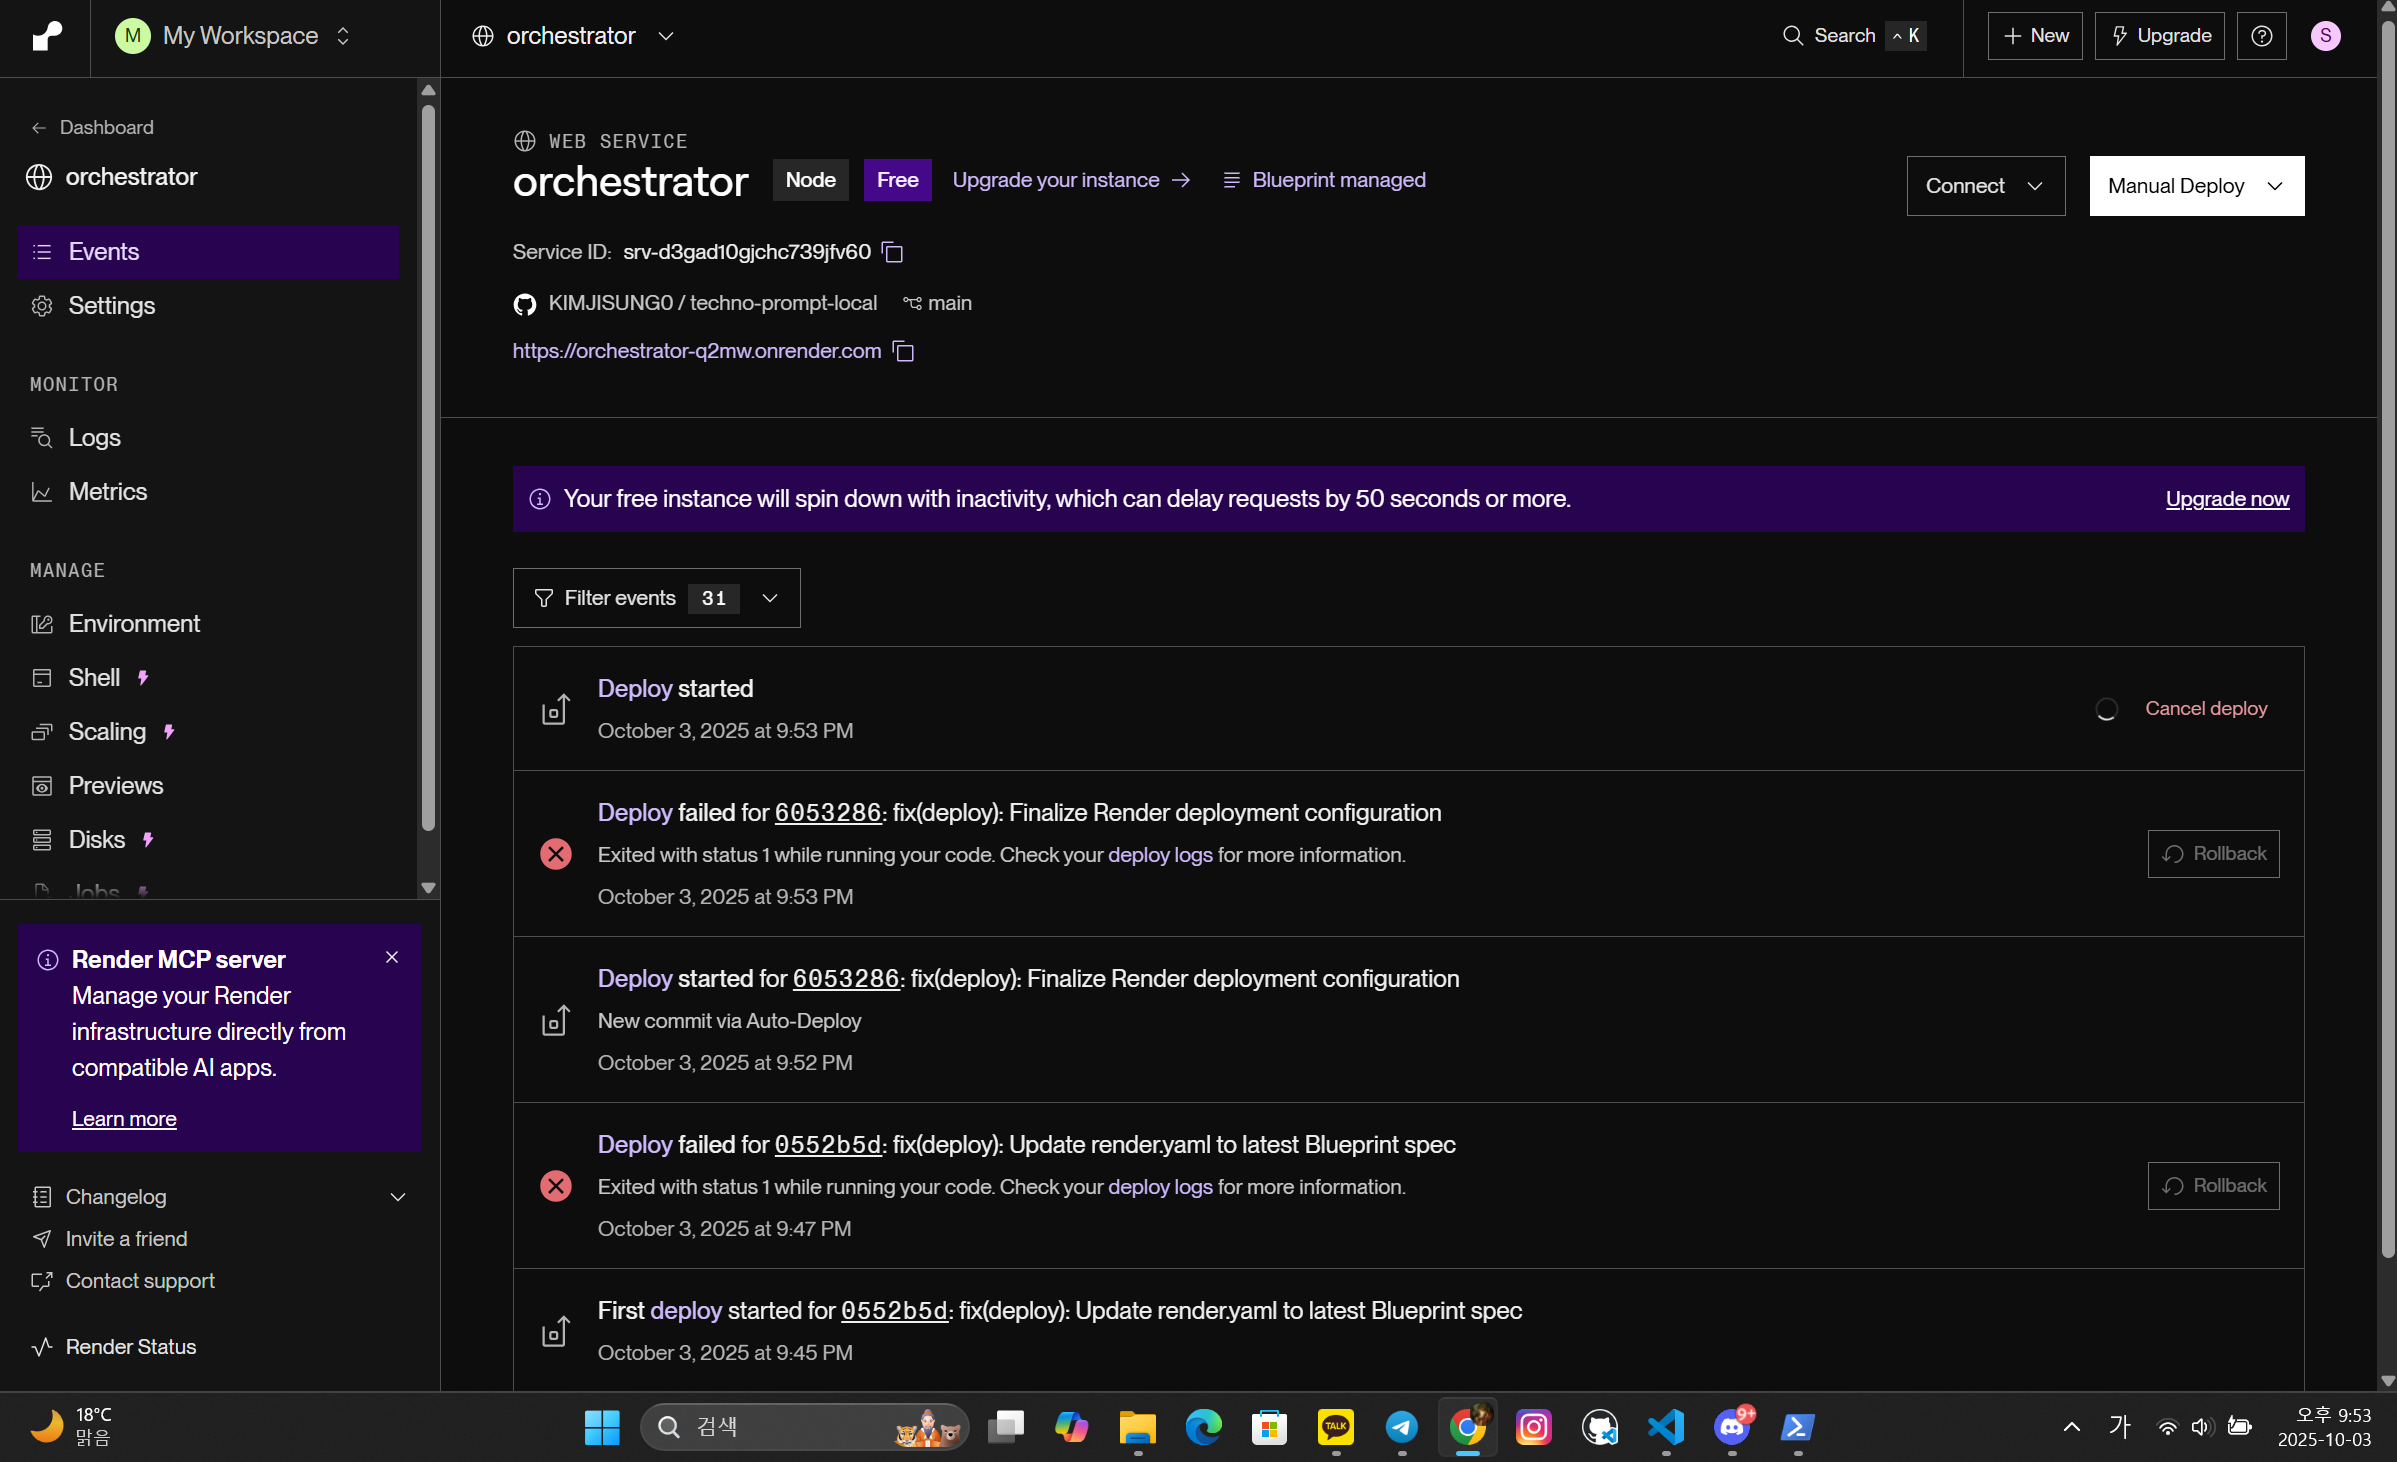 M My Workspace
orchestrator
Search ^ K
+ New
Upgrade
S
← Dashboard
orchestrator
Events
Settings
MONITOR
Logs
Metrics
MANAGE
Environment
Shell
Scaling
Previews
Disks
Jobs
Render MCP server
Manage your Render
infrastructure directly from
compatible AI apps.
Learn more
Changelog
Invite a friend
Contact support
Render Status
WEB SERVICE
orchestrator Node Free Upgrade your instance → Blueprint managed
Connect
Manual Deploy
Service ID: srv-d3gad10gjchc739jfv60
KIMJISUNG0 / techno-prompt-local main
https://orchestrator-q2mw.onrender.com
Your free instance will spin down with inactivity, which can delay requests by 50 seconds or more.
Upgrade now
Filter events 31
Deploy started
October 3, 2025 at 9:53 PM
Cancel deploy
Deploy failed for 6053286: fix(deploy): Finalize Render deployment configuration
Exited with status 1 while running your code. Check your deploy logs for more information.
October 3, 2025 at 9:53 PM
Rollback
Deploy started for 6053286: fix(deploy): Finalize Render deployment configuration
New commit via Auto-Deploy
October 3, 2025 at 9:52 PM
Deploy failed for 0552b5d: fix(deploy): Update render.yaml to latest Blueprint spec
Exited with status 1 while running your code. Check your deploy logs for more information.
October 3, 2025 at 9:47 PM
Rollback
First deploy started for 0552b5d: fix(deploy): Update render.yaml to latest Blueprint spec
October 3, 2025 at 9:45 PM
18°C
맑음
검색
TALK
9+
가
오후 9:53
2025-10-03